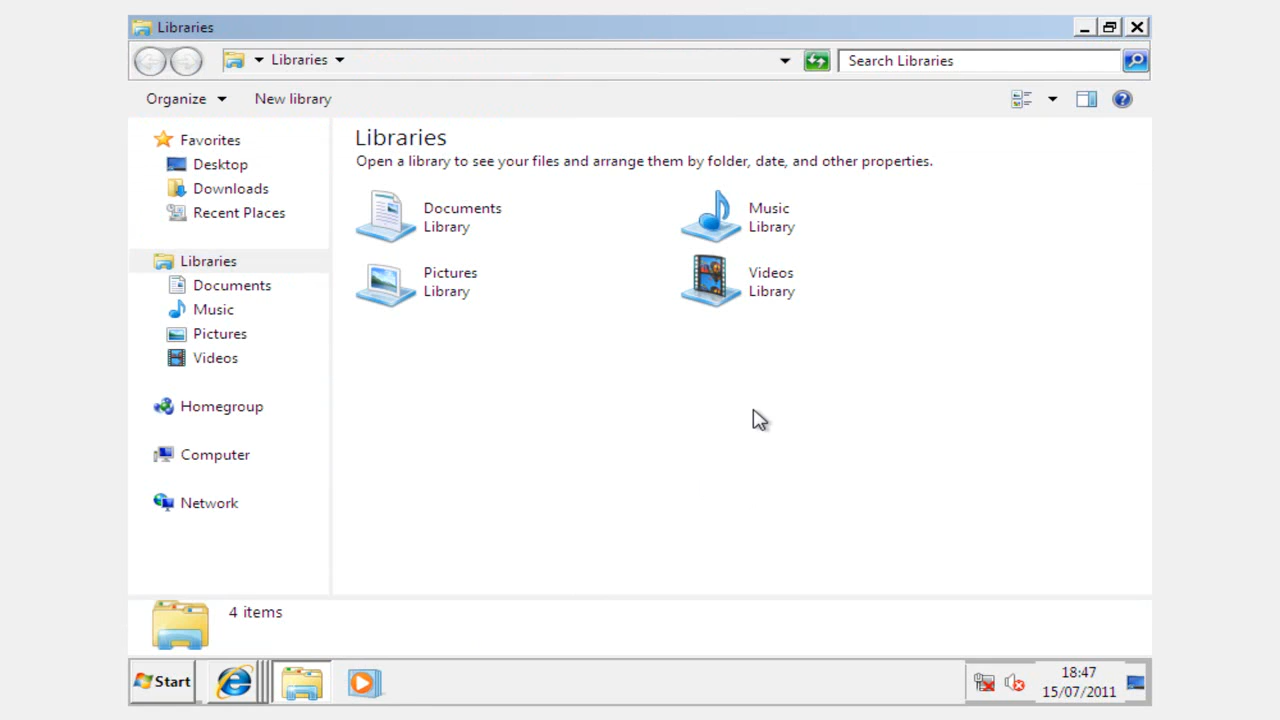 Libraries
Libraries
Search Libraries
Organize
New library
Favorites
Desktop
Downloads
Recent Places
Libraries
Documents
Music
Pictures
Videos
Homegroup
Computer
Network
Libraries
Open a library to see your files and arrange them by folder, date, and other properties.
Documents
Library
Music
Library
Pictures
Library
Videos
Library
4 items
Start
18:47
15/07/2011